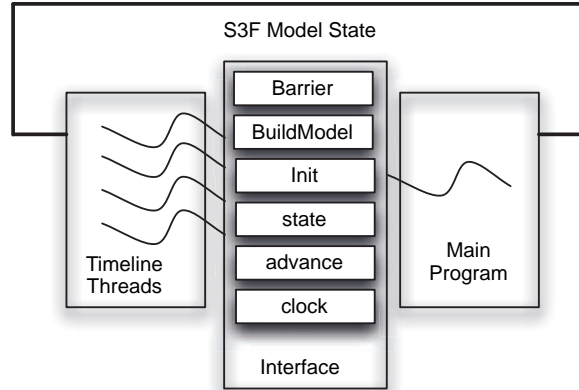 S3F Model State
Barrier
BuildModel
Init
state
advance
clock
Interface
Timeline
Threads
Main
Program